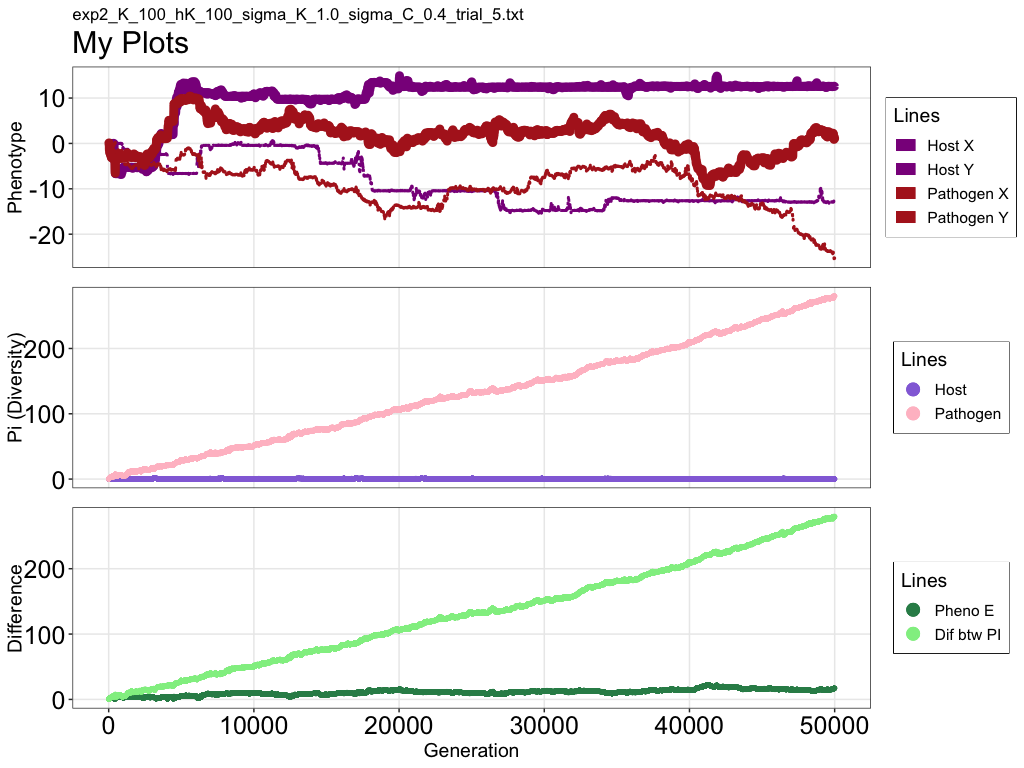 exp2_K_100_hK_100_sigma_K_1.0_sigma_C_0.4_trial_5.txt
My Plots
Phenotype
10
0
-10
-20
Lines
Host X
Host Y
Pathogen X
Pathogen Y
Pi (Diversity)
200
100
0
Lines
Host
Pathogen
Difference
200
100
0
Lines
Pheno E
Dif btw PI
0 10000 20000 30000 40000 50000
Generation